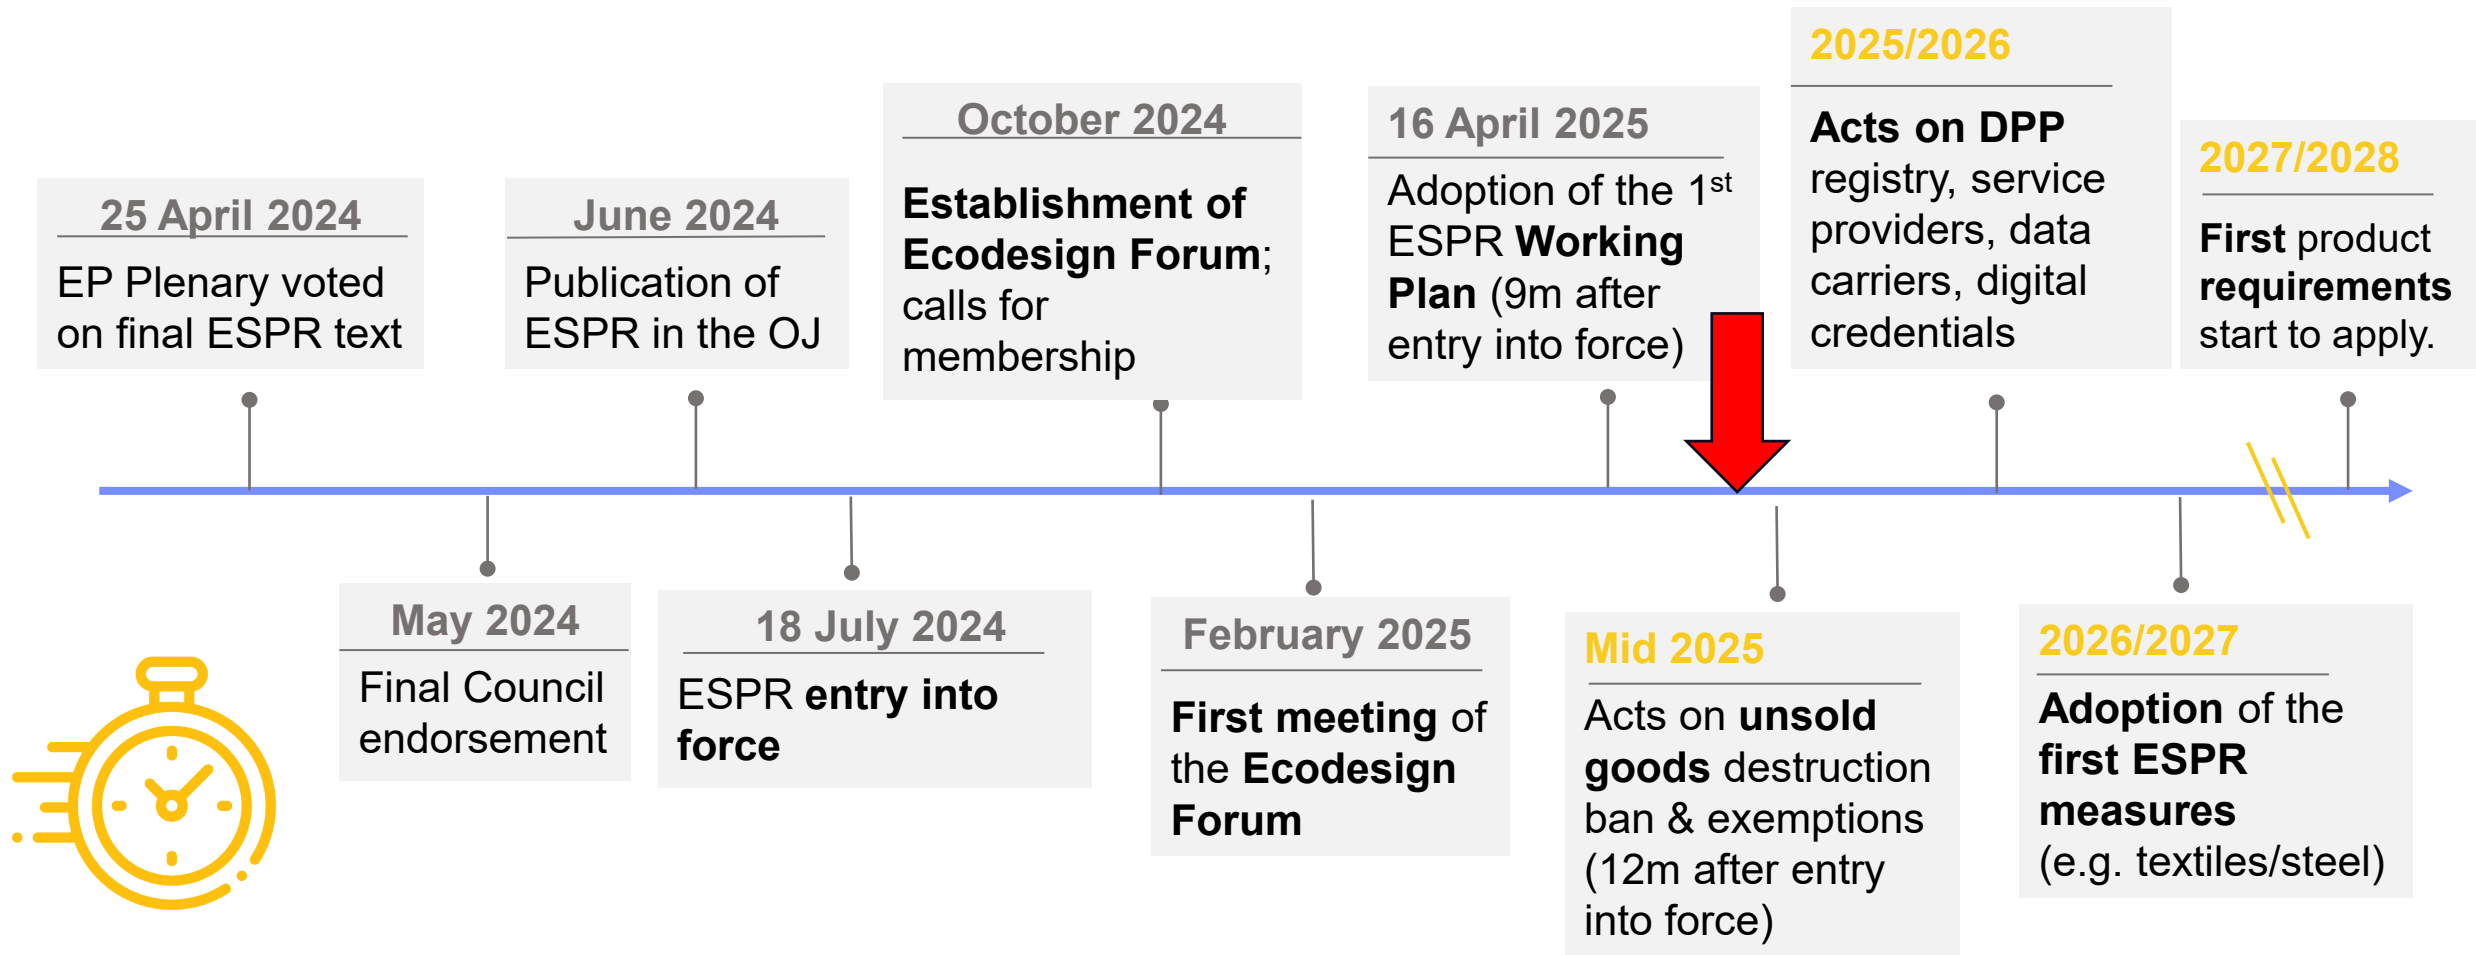 25 April 2024
EP Plenary voted
on final ESPR text
May 2024
Final Council
endorsement
June 2024
Publication of
ESPR in the OJ
18 July 2024
ESPR entry into
force
October 2024
Establishment of
Ecodesign Forum;
calls for
membership
February 2025
First meeting of
the Ecodesign
Forum
16 April 2025
Adoption of the 1st
ESPR Working
Plan (9m after
entry into force)
Mid 2025
Acts on unsold
goods destruction
ban & exemptions
(12m after entry
into force)
2025/2026
Acts on DPP
registry, service
providers, data
carriers, digital
credentials
2026/2027
Adoption of the
first ESPR
measures
(e.g. textiles/steel)
2027/2028
First product
requirements
start to apply.